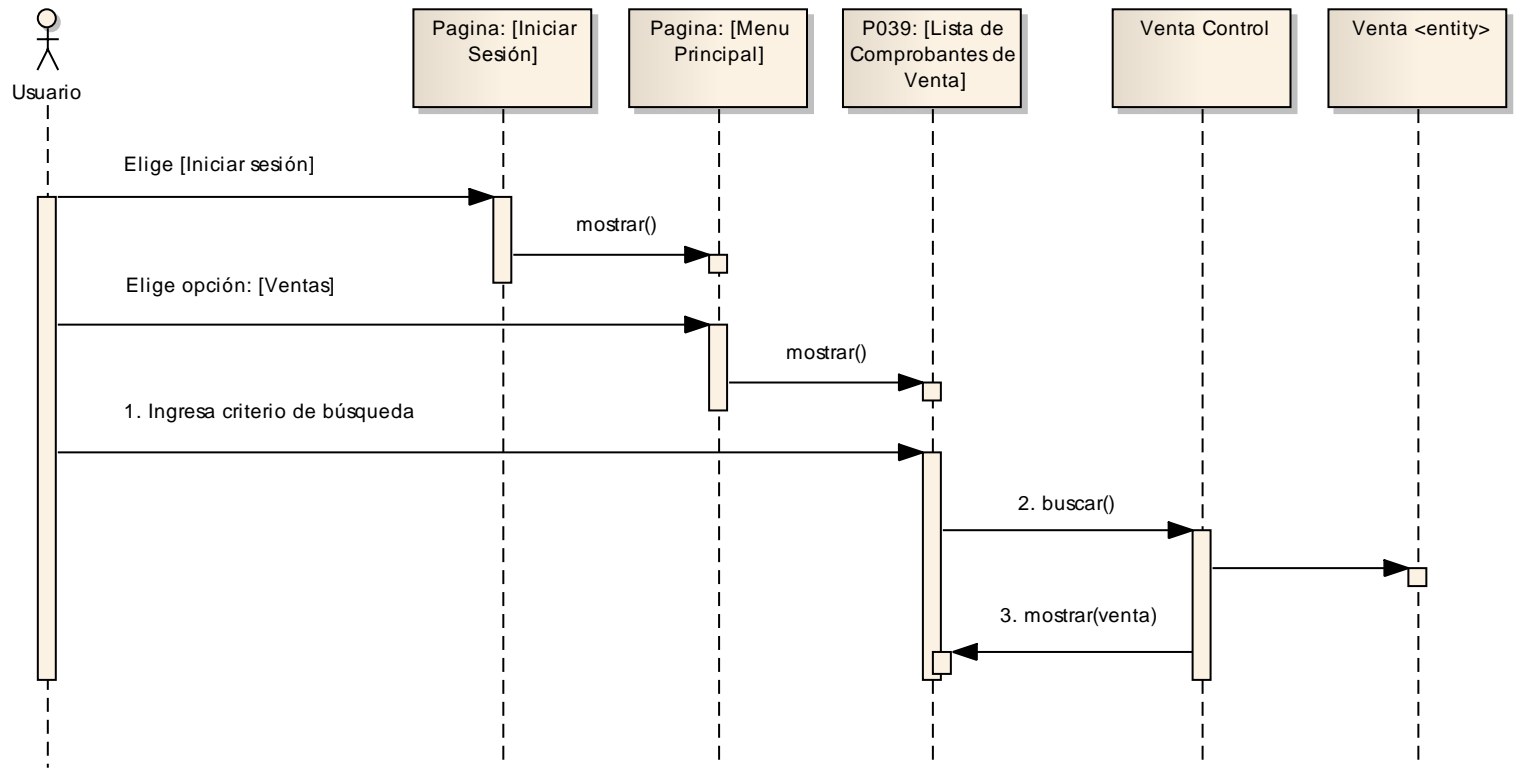 Usuario
Pagina: [Iniciar
Sesión]
Pagina: [Menu
Principal]
P039: [Lista de
Comprobantes de
Venta]
Venta Control
Venta <entity>
Elige [Iniciar sesión]
mostrar()
Elige opción: [Ventas]
mostrar()
1. Ingresa criterio de búsqueda
2. buscar()
3. mostrar(venta)